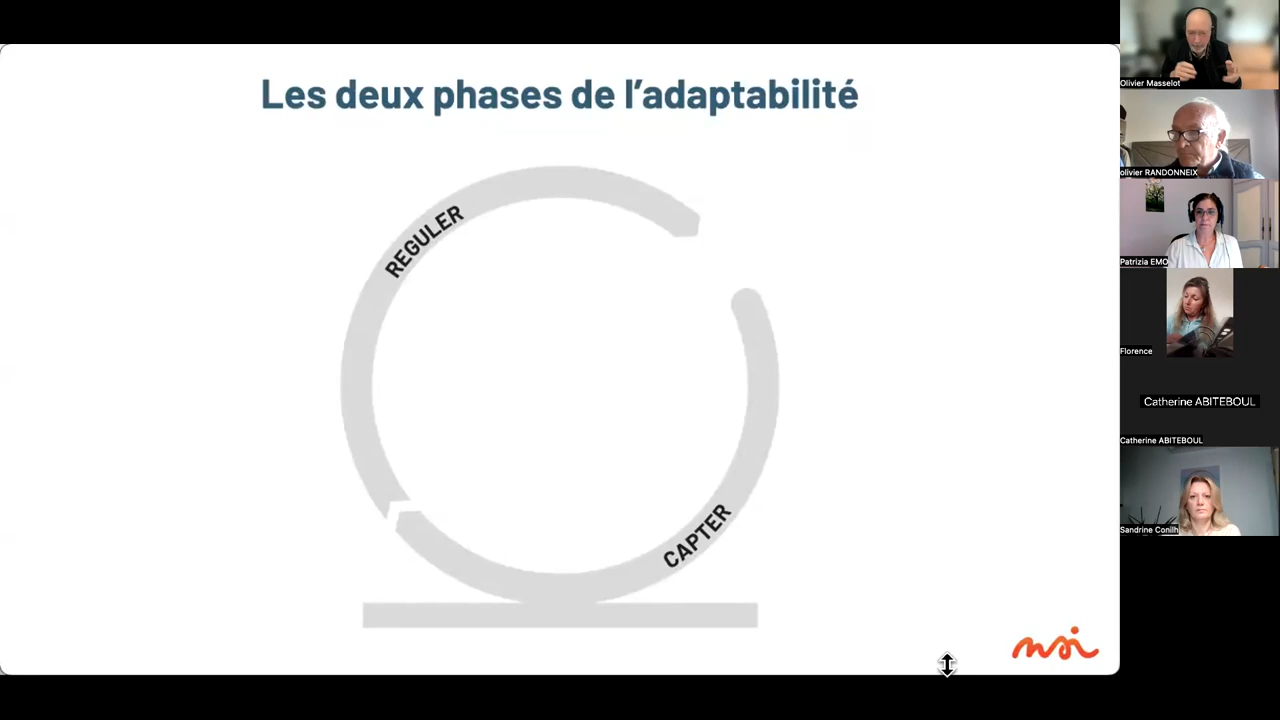 Les deux phases de l'adaptabilité
REGULER
CAPTER
nsi
Olivier Masselot
olivier RANDONNEIX
Patrizia EMO
Florence
Catherine ABITEBOUL
Catherine ABITEBOUL
Sandrine Conilh